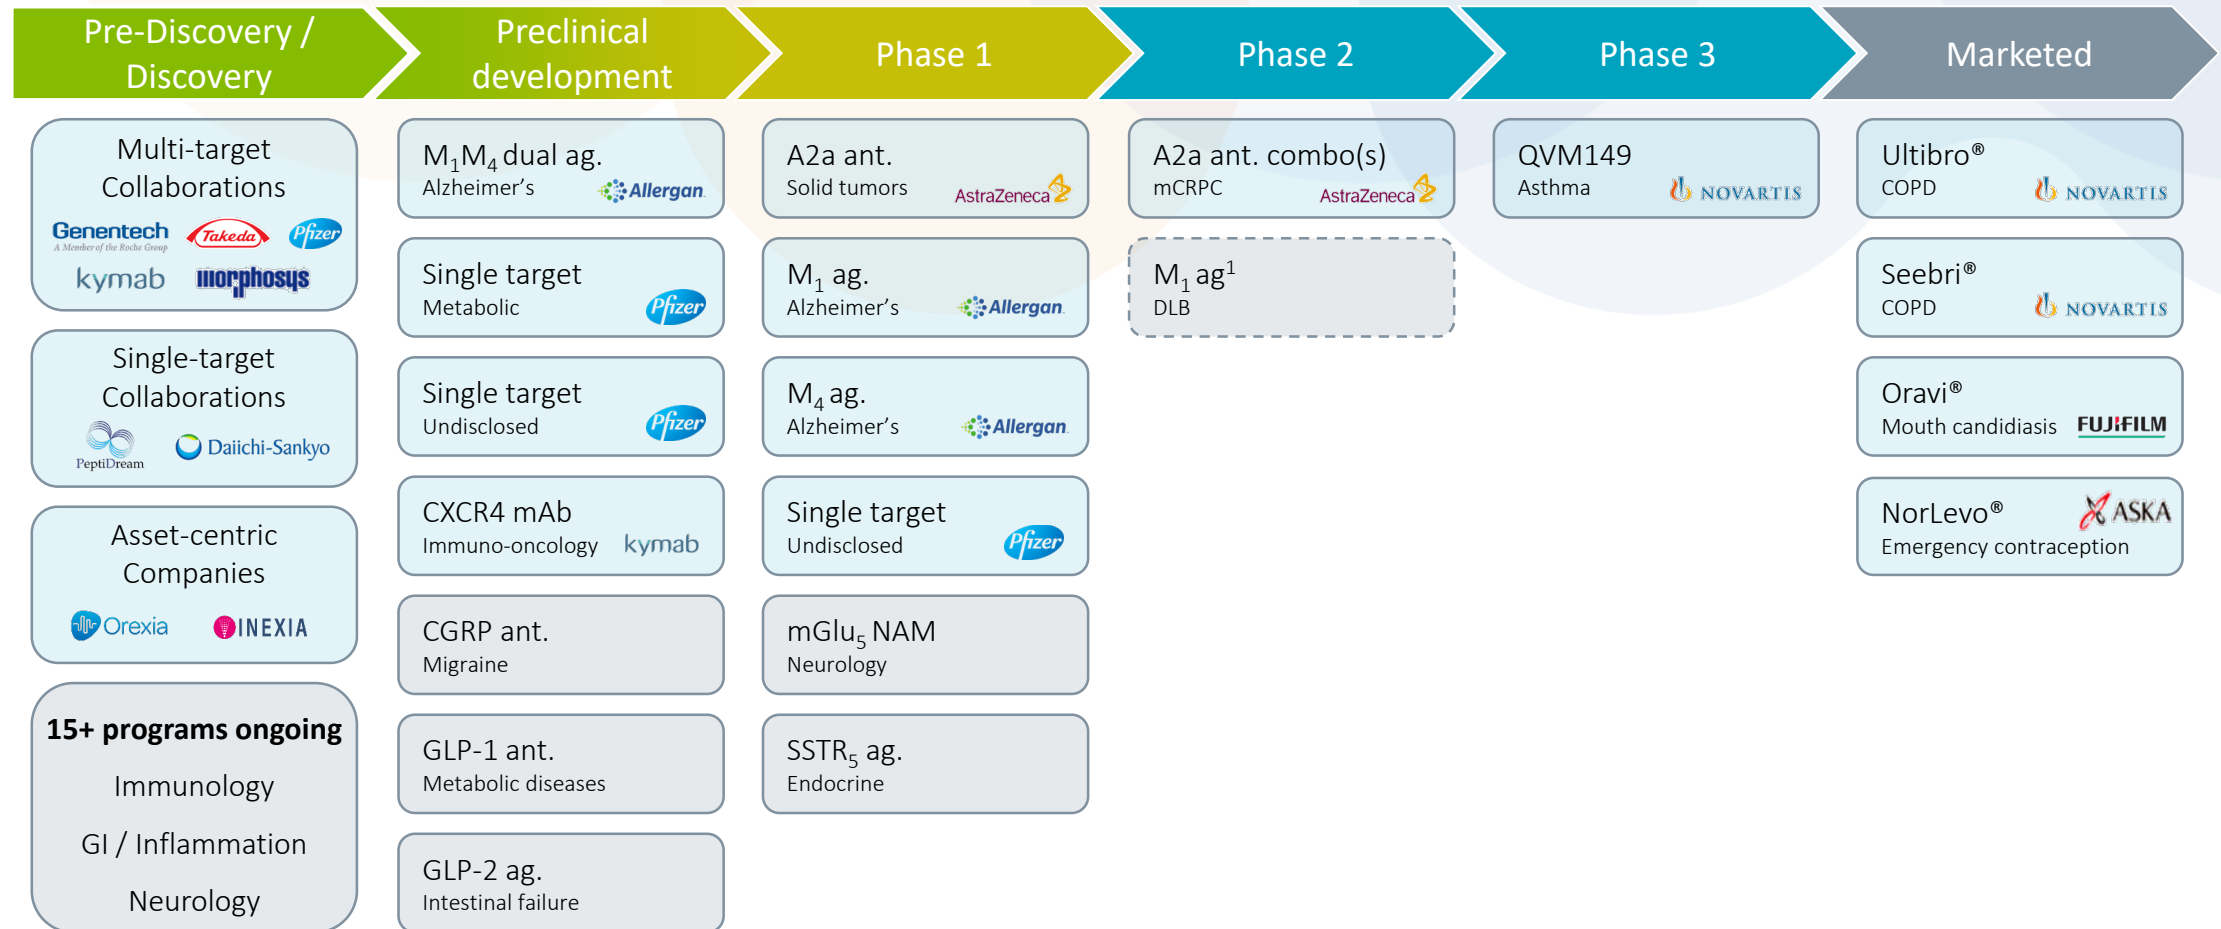 Pre-Discovery /
Discovery
Preclinical
development
Phase 1
Phase 2
Phase 3
Marketed
Multi-target
Collaborations
Genentech
A Member of the Roche Group
Takeda
Pfizer
kymab
morphosys
Single-target
Collaborations
PeptiDream
Daiichi-Sankyo
Asset-centric
Companies
Orexia
INEXIA
15+ programs ongoing
Immunology
GI / Inflammation
Neurology
M₁M₄ dual ag.
Alzheimer’s
Allergan
Single target
Metabolic
Pfizer
Single target
Undisclosed
Pfizer
CXCR4 mAb
Immuno-oncology
kymab
CGRP ant.
Migraine
GLP-1 ant.
Metabolic diseases
GLP-2 ag.
Intestinal failure
A2a ant.
Solid tumors
AstraZeneca
M₁ ag.
Alzheimer’s
Allergan
M₄ ag.
Alzheimer’s
Allergan
Single target
Undisclosed
Pfizer
mGlu₅ NAM
Neurology
SSTR₅ ag.
Endocrine
A2a ant. combo(s)
mCRPC
AstraZeneca
M₁ ag¹
DLB
QVM149
Asthma
NOVARTIS
Ultibro®
COPD
NOVARTIS
Seebri®
COPD
NOVARTIS
Oravi®
Mouth candidiasis
FUJIFILM
NorLevo®
ASKA
Emergency contraception